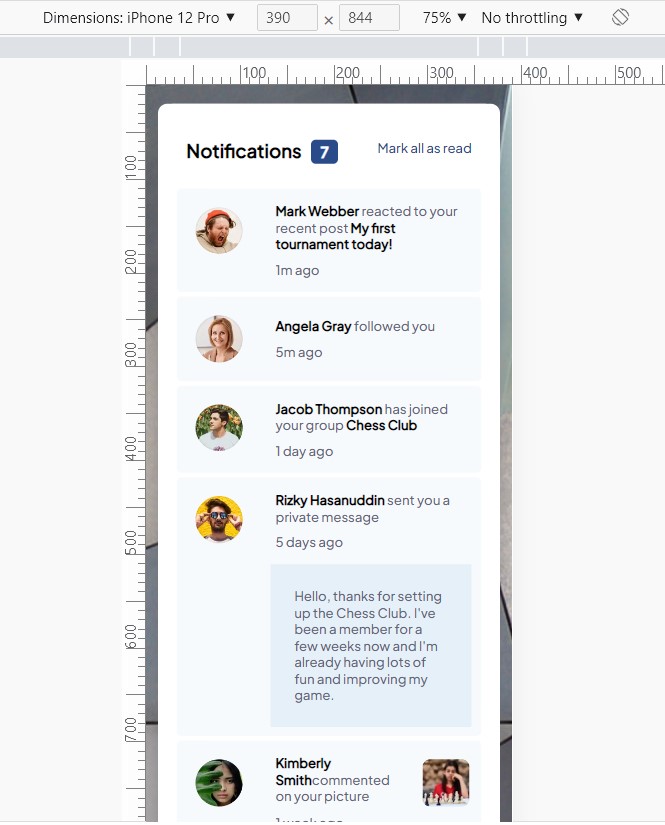 Dimensions: iPhone 12 Pro ▼ 390 × 844 75% ▼ No throttling ▼
100 200 300 400 500
100
200
300
400
500
600
700
Notifications 7 Mark all as read
Mark Webber reacted to your
recent post My first
tournament today!
1m ago
Angela Gray followed you
5m ago
Jacob Thompson has joined
your group Chess Club
1 day ago
Rizky Hasanuddin sent you a
private message
5 days ago
Hello, thanks for setting
up the Chess Club. I've
been a member for a
few weeks now and I'm
already having lots of
fun and improving my
game.
Kimberly
Smithcommented
on your picture
1 week ago